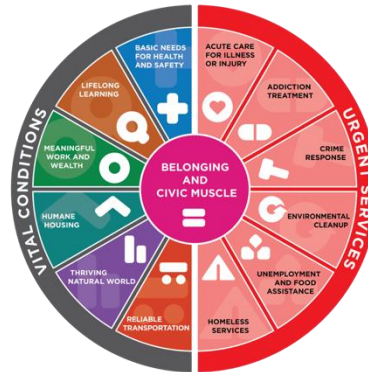 VITAL CONDITIONS
BASIC NEEDS
FOR HEALTH
AND SAFETY
LIFELONG
LEARNING
MEANINGFUL
WORK AND
WEALTH
HUMANE
HOUSING
THRIVING
NATURAL WORLD
RELIABLE
TRANSPORTATION
BELONGING
AND
CIVIC MUSCLE
URGENT SERVICES
ACUTE CARE
FOR ILLNESS
OR INJURY
ADDICTION
TREATMENT
CRIME
RESPONSE
ENVIRONMENTAL
CLEANUP
UNEMPLOYMENT
AND FOOD
ASSISTANCE
HOMELESS
SERVICES